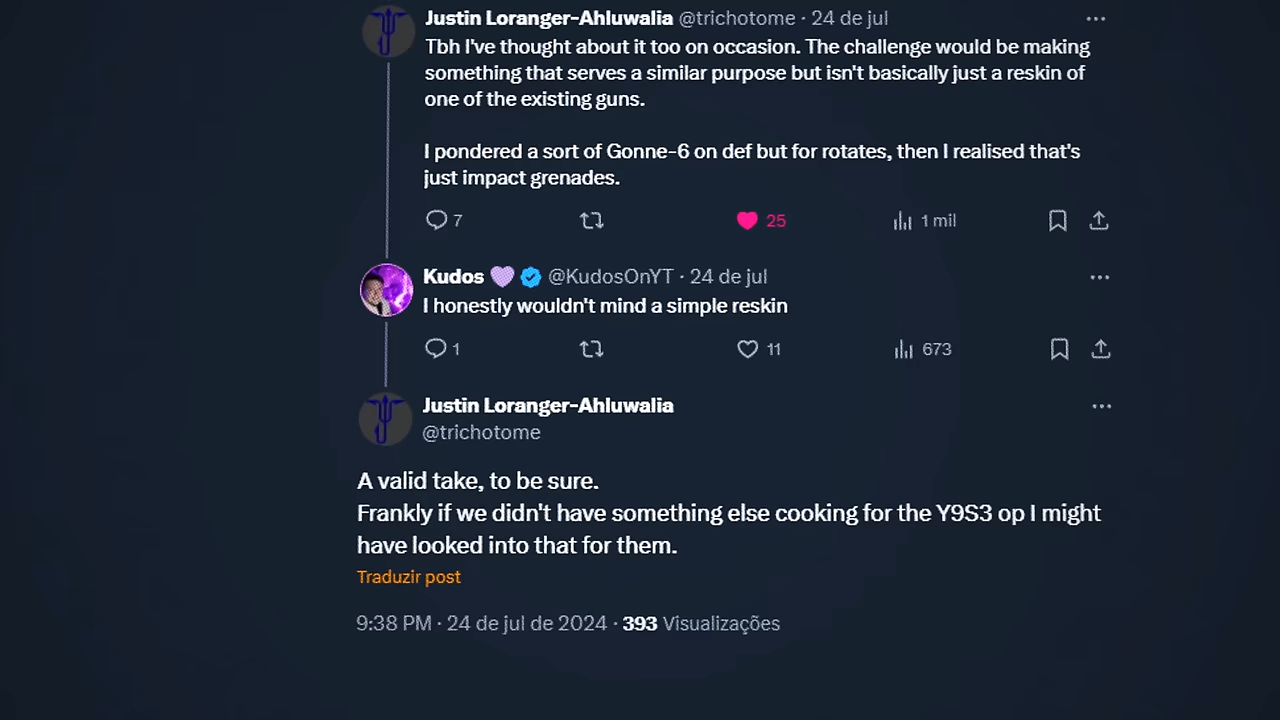 Justin Loranger-Ahluwalia @trichotome · 24 de jul
Tbh I've thought about it too on occasion. The challenge would be making
something that serves a similar purpose but isn't basically just a reskin of
one of the existing guns.
I pondered a sort of Gonne-6 on def but for rotates, then I realised that's
just impact grenades.
7 25 1 mil
Kudos 💜 @KudosOnYT · 24 de jul
I honestly wouldn't mind a simple reskin
1 11 673
Justin Loranger-Ahluwalia
@trichotome
A valid take, to be sure.
Frankly if we didn't have something else cooking for the Y9S3 op I might
have looked into that for them.
Traduzir post
9:38 PM · 24 de jul de 2024 · 393 Visualizações